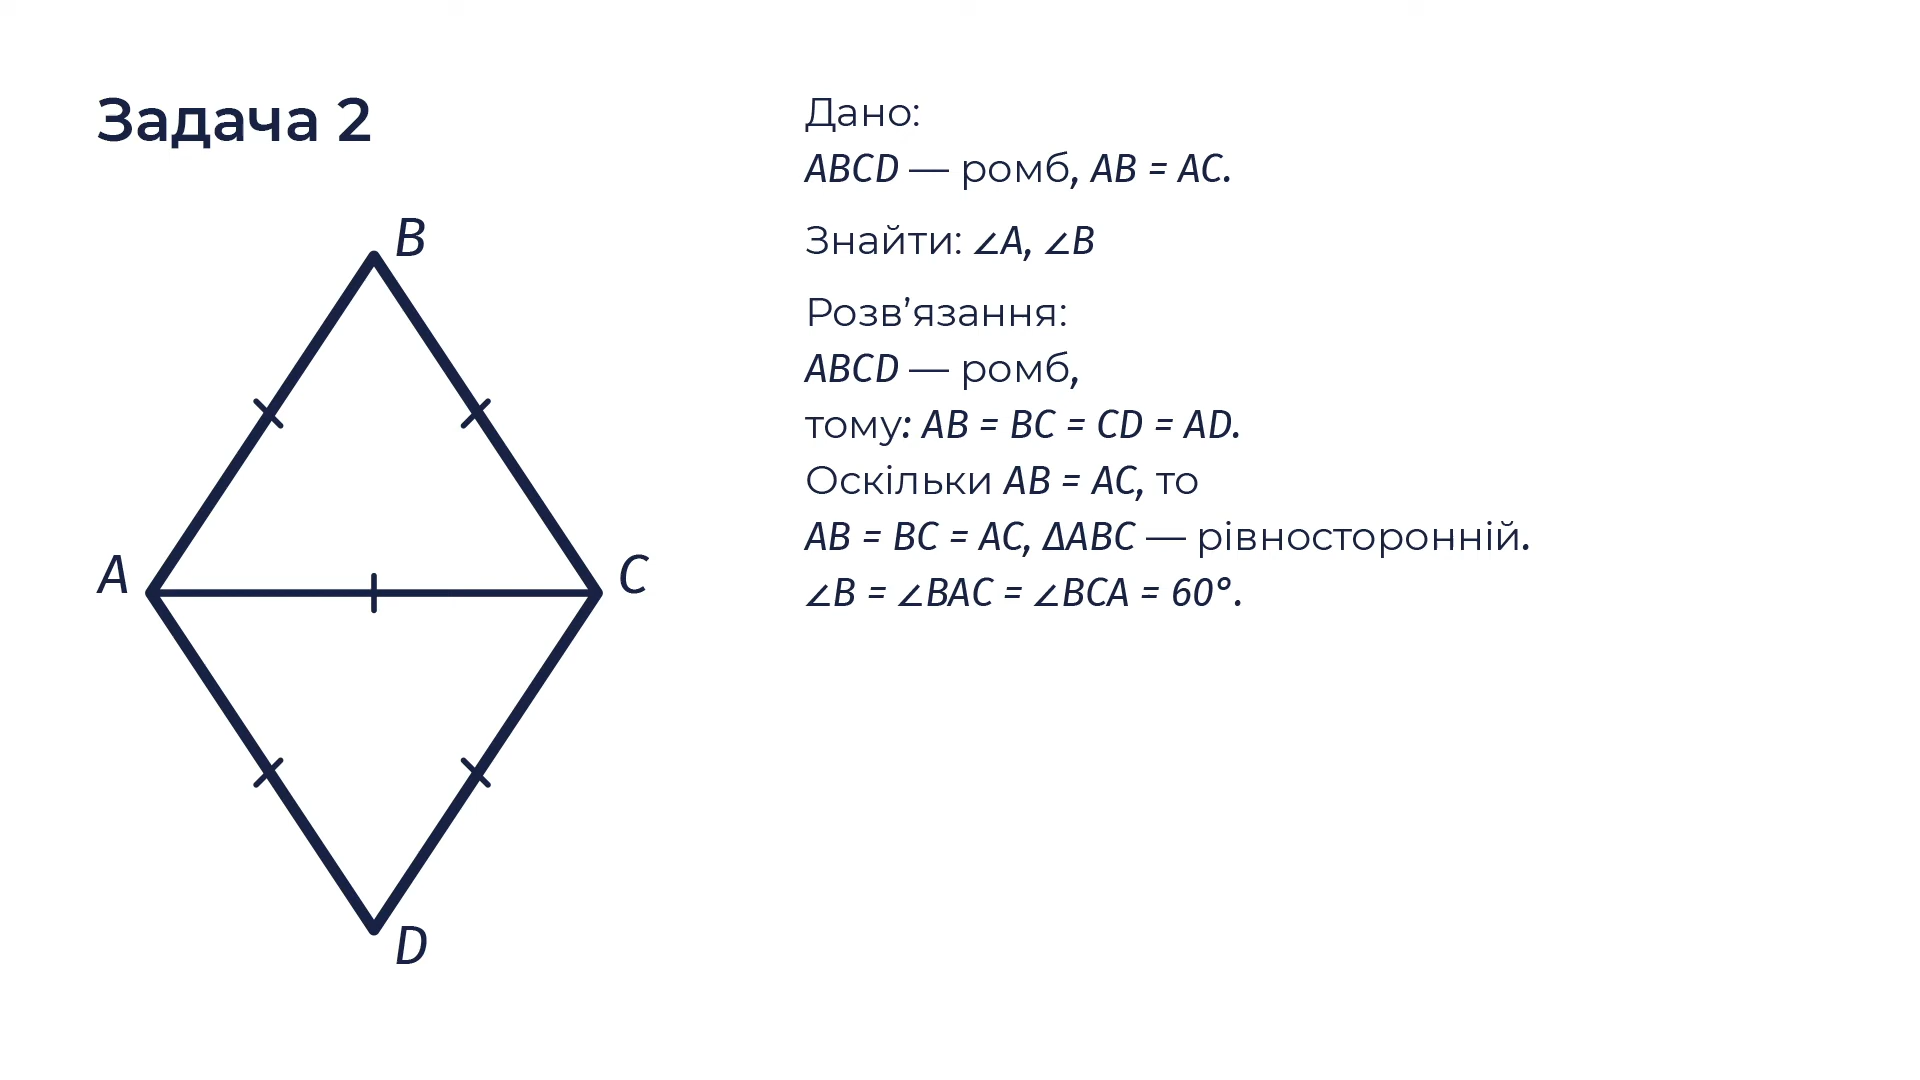 Задача 2
B
A
C
D
Дано:
ABCD — ромб, AB = AC.
Знайти: ∠A, ∠B
Розв’язання:
ABCD — ромб,
тому: AB = BC = CD = AD.
Оскільки AB = AC, то
AB = BC = AC, ΔABC — рівносторонній.
∠B = ∠BAC = ∠BCA = 60°.